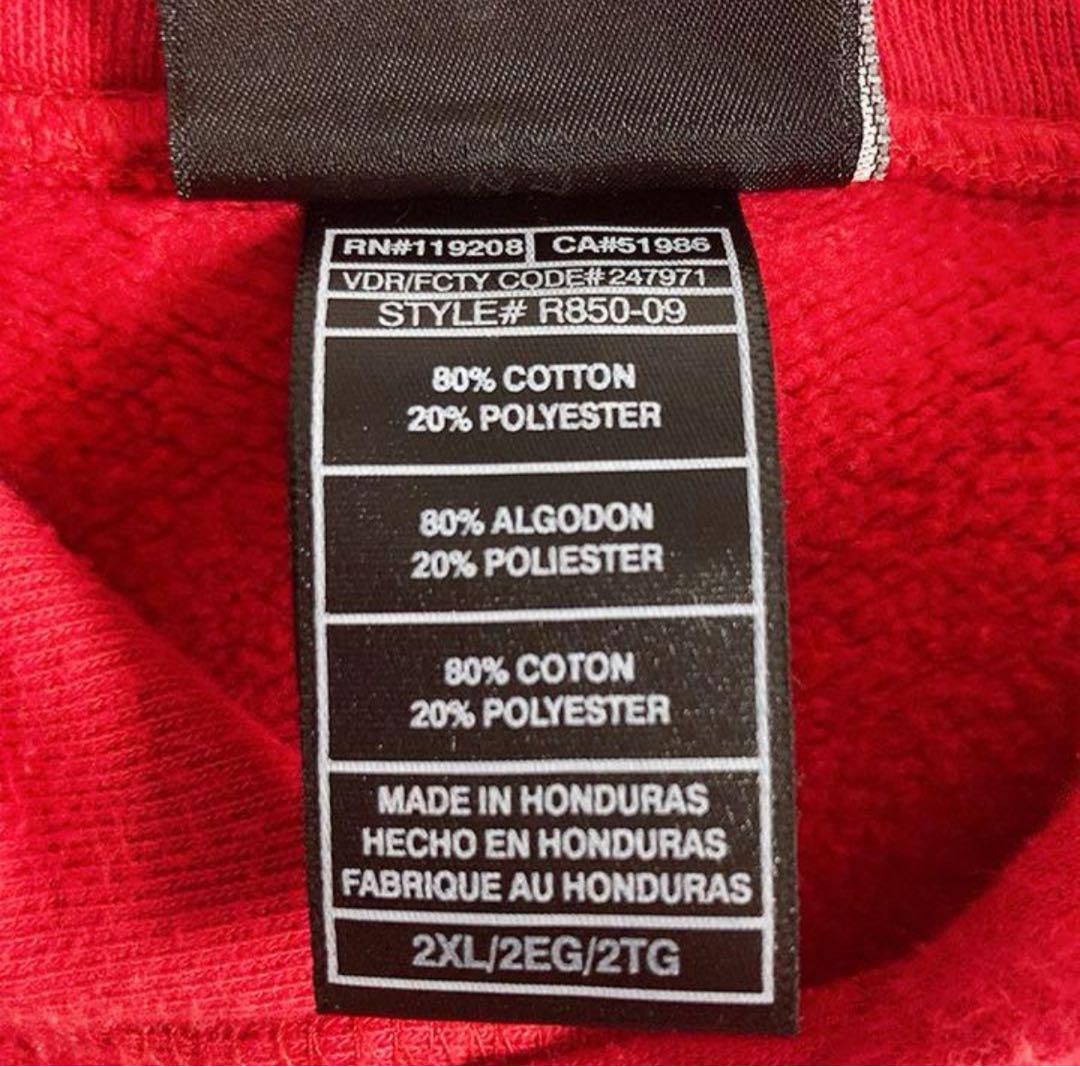 RN#119208 CA#51986
VDR/FCTY CODE# 247971
STYLE# R850-09
80% COTTON
20% POLYESTER
80% ALGODON
20% POLIESTER
80% COTON
20% POLYESTER
MADE IN HONDURAS
HECHO EN HONDURAS
FABRIQUE AU HONDURAS
2XL/2EG/2TG